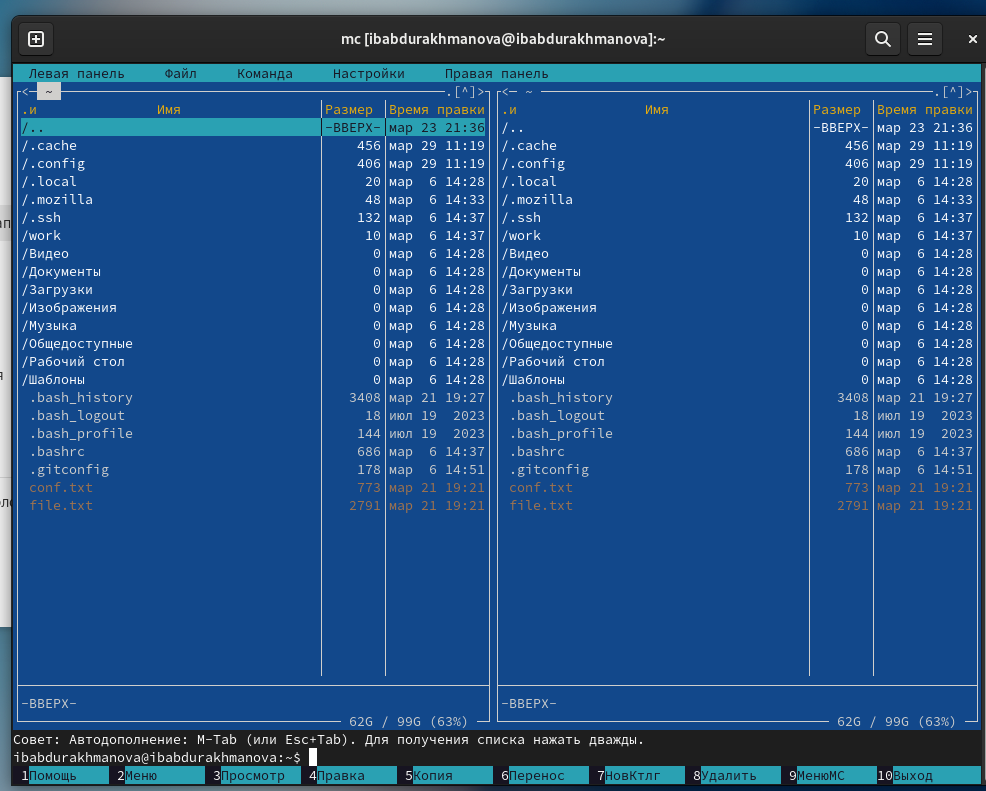 mc [ibabdurakhmanova@ibabdurakhmanova]:~
Левая панель Файл Команда Настройки Правая панель
<─ ~ .[^]> <─ ~ .[^]>
.и Имя Размер Время правки .и Имя Размер Время правки
/.. -ВВЕРХ- мар 23 21:36 /.. -ВВЕРХ- мар 23 21:36
/.cache 456 мар 29 11:19 /.cache 456 мар 29 11:19
/.config 406 мар 29 11:19 /.config 406 мар 29 11:19
/.local 20 мар 6 14:28 /.local 20 мар 6 14:28
/.mozilla 48 мар 6 14:33 /.mozilla 48 мар 6 14:33
/.ssh 132 мар 6 14:37 /.ssh 132 мар 6 14:37
/work 10 мар 6 14:37 /work 10 мар 6 14:37
/Видео 0 мар 6 14:28 /Видео 0 мар 6 14:28
/Документы 0 мар 6 14:28 /Документы 0 мар 6 14:28
/Загрузки 0 мар 6 14:28 /Загрузки 0 мар 6 14:28
/Изображения 0 мар 6 14:28 /Изображения 0 мар 6 14:28
/Музыка 0 мар 6 14:28 /Музыка 0 мар 6 14:28
/Общедоступные 0 мар 6 14:28 /Общедоступные 0 мар 6 14:28
/Рабочий стол 0 мар 6 14:28 /Рабочий стол 0 мар 6 14:28
/Шаблоны 0 мар 6 14:28 /Шаблоны 0 мар 6 14:28
.bash_history 3408 мар 21 19:27 .bash_history 3408 мар 21 19:27
.bash_logout 18 июл 19 2023 .bash_logout 18 июл 19 2023
.bash_profile 144 июл 19 2023 .bash_profile 144 июл 19 2023
.bashrc 686 мар 6 14:37 .bashrc 686 мар 6 14:37
.gitconfig 178 мар 6 14:51 .gitconfig 178 мар 6 14:51
conf.txt 773 мар 21 19:21 conf.txt 773 мар 21 19:21
file.txt 2791 мар 21 19:21 file.txt 2791 мар 21 19:21
-ВВЕРХ- -ВВЕРХ-
62G / 99G (63%) 62G / 99G (63%)
Совет: Автодополнение: M-Tab (или Esc+Tab). Для получения списка нажать дважды.
ibabdurakhmanova@ibabdurakhmanova:~$
1Помощь 2Меню 3Просмотр 4Правка 5Копия 6Перенос 7НовКтлг 8Удалить 9МенюMC 10Выход